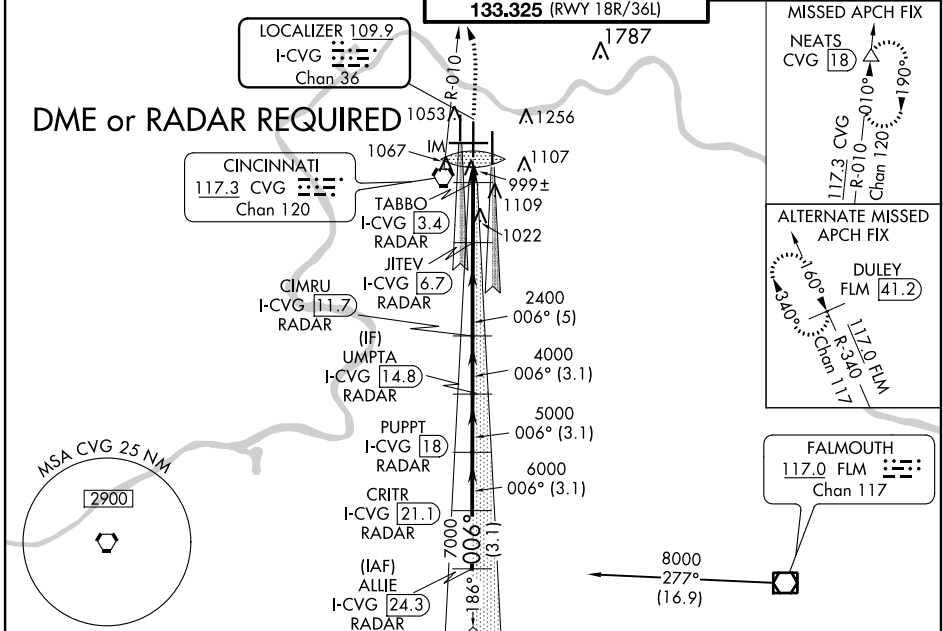 133.325 (RWY 18R/36L)
LOCALIZER 109.9
I-CVG
Chan 36
DME or RADAR REQUIRED
R-010
1787
1053
1256
1067
IM
1107
999±
1109
1022
CINCINNATI
117.3 CVG
Chan 120
TABBO
I-CVG 3.4
RADAR
JITEV
I-CVG 6.7
RADAR
CIMRU
I-CVG 11.7
RADAR
2400
006° (5)
(IF)
UMPTA
I-CVG 14.8
RADAR
4000
006° (3.1)
PUPPT
I-CVG 18
RADAR
5000
006° (3.1)
CRITR
I-CVG 21.1
RADAR
6000
006° (3.1)
(IAF)
ALLIE
I-CVG 24.3
RADAR
7000
006°
(3.1)
186°
MSA CVG 25 NM
2900
MISSED APCH FIX
NEATS
CVG 18
010°
190°
117.3 CVG
R-010
Chan 120
ALTERNATE MISSED
APCH FIX
DULEY
FLM 41.2
160°
340°
117.0 FLM
R-340
Chan 117
FALMOUTH
117.0 FLM
Chan 117
8000
277°
(16.9)